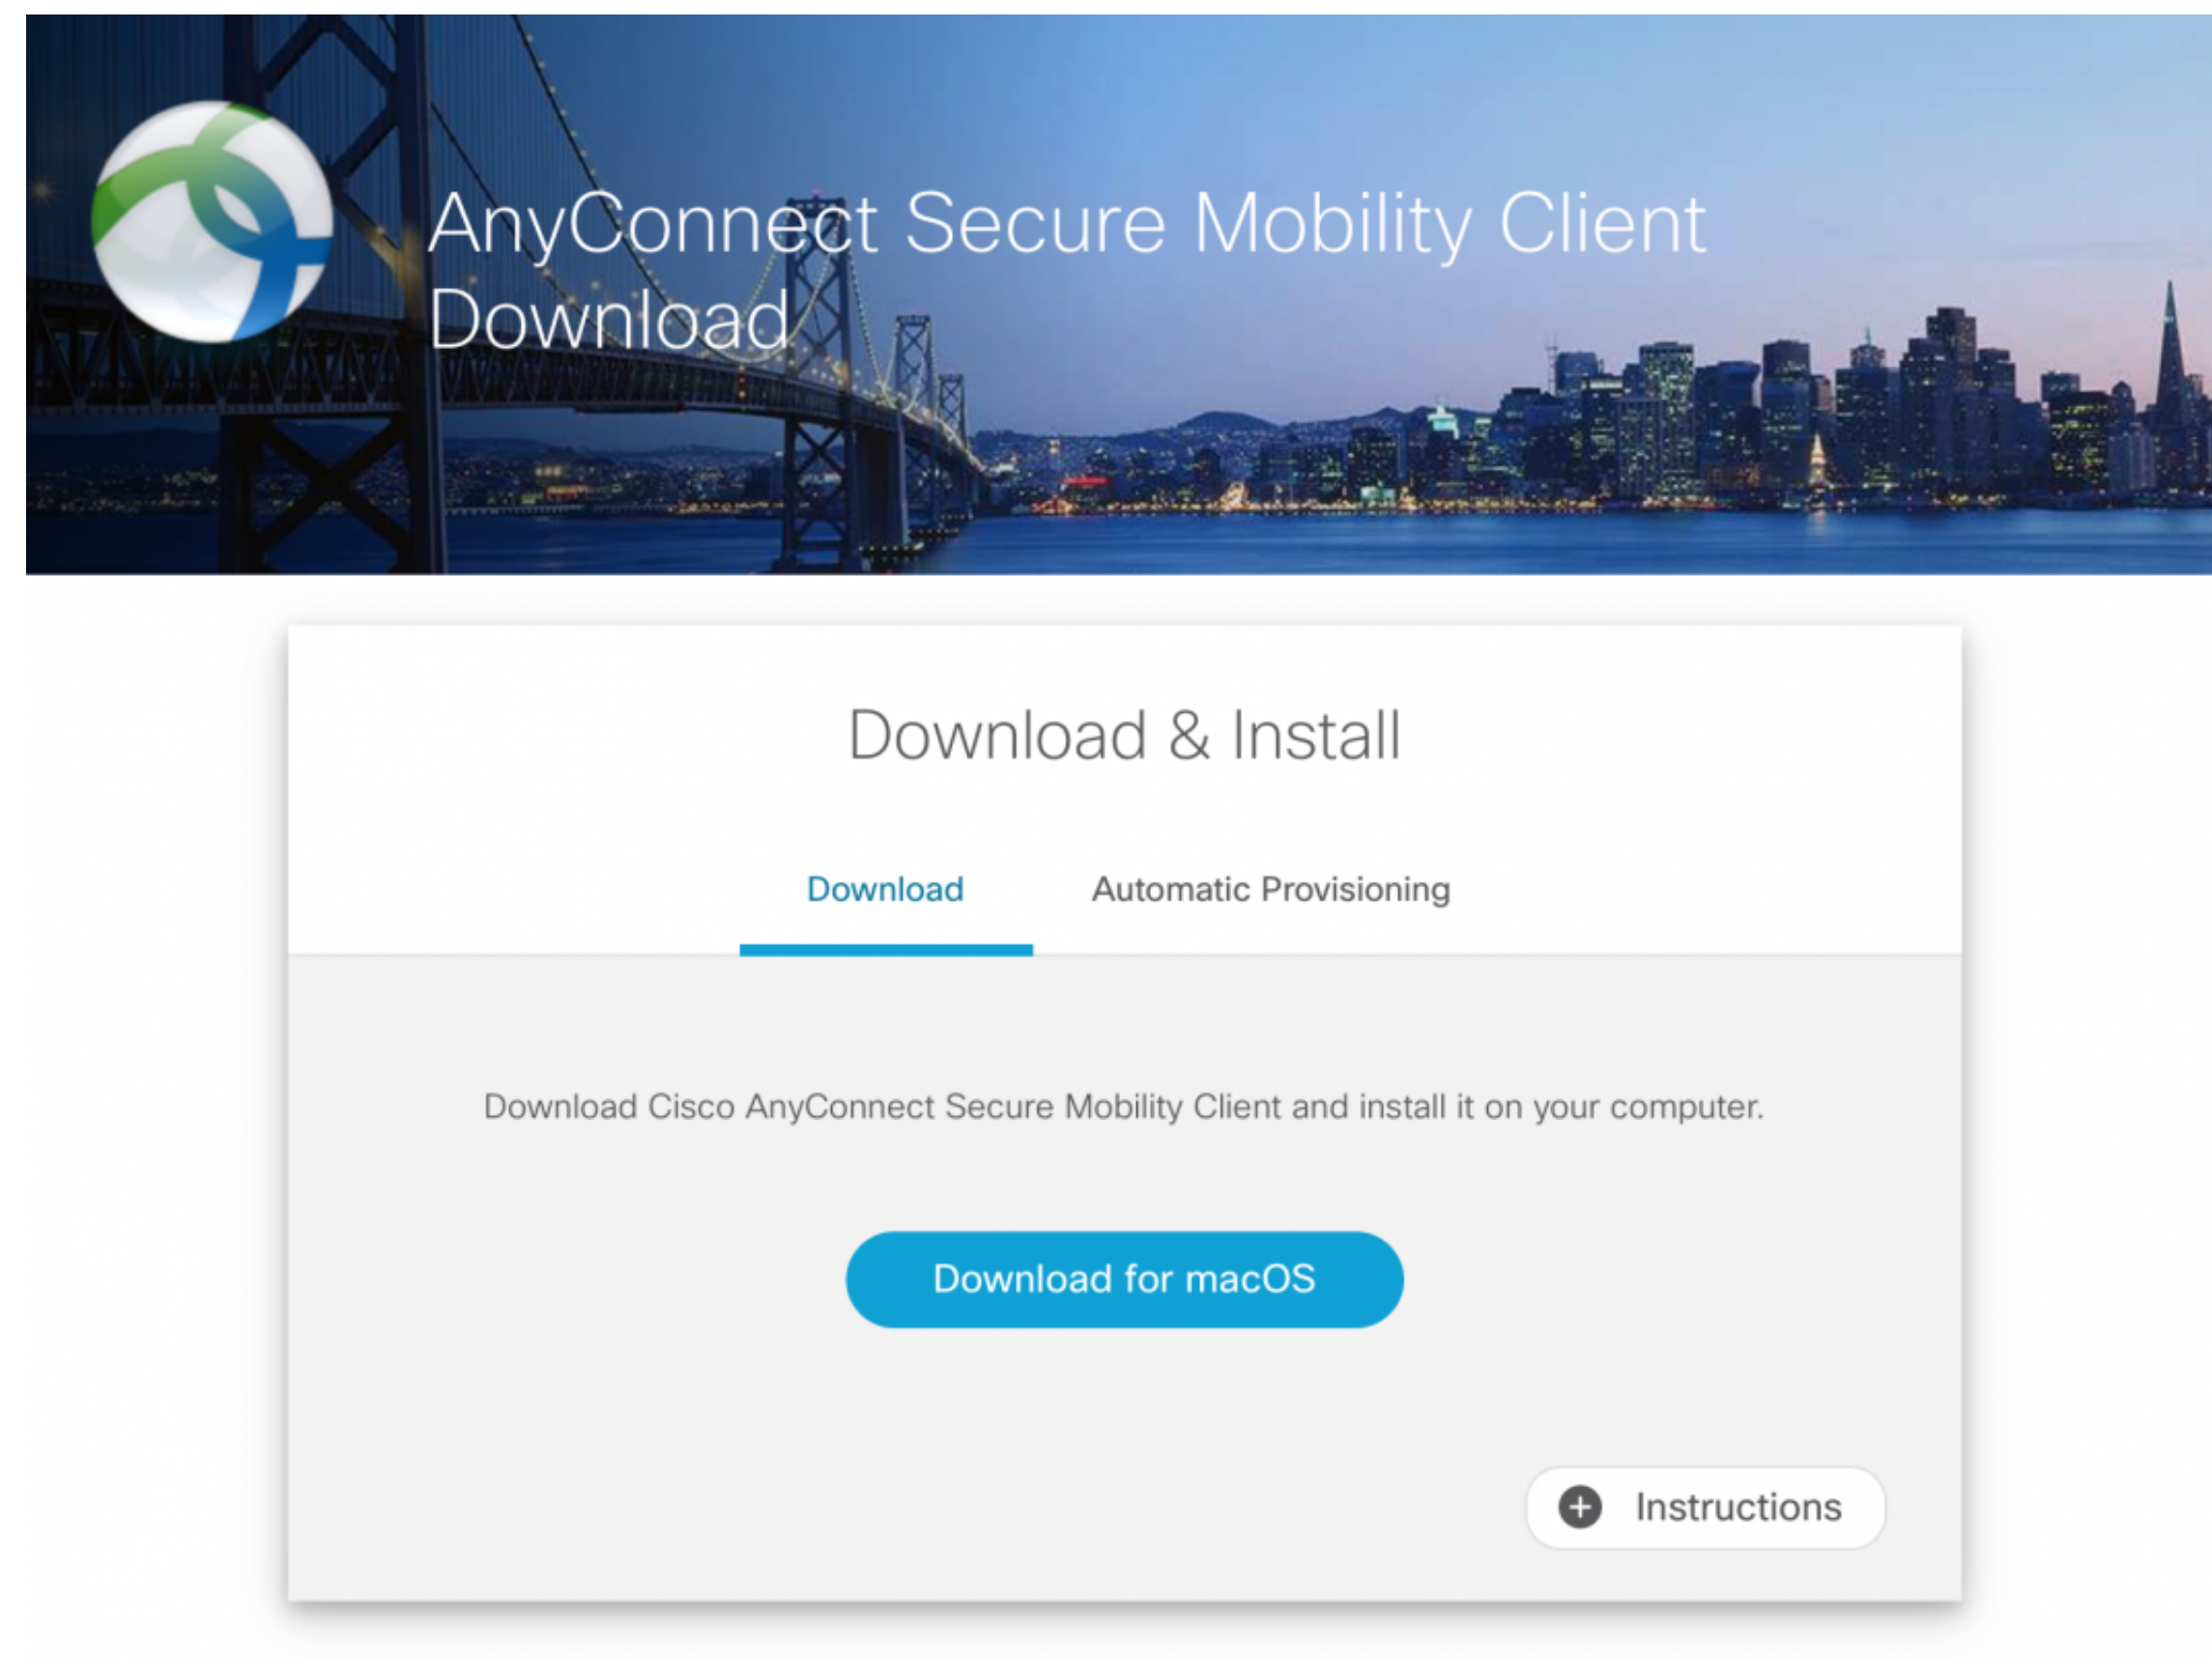 AnyConnect Secure Mobility Client
Download
Download & Install
Download
Automatic Provisioning
Download Cisco AnyConnect Secure Mobility Client and install it on your computer.
Download for macOS
Instructions